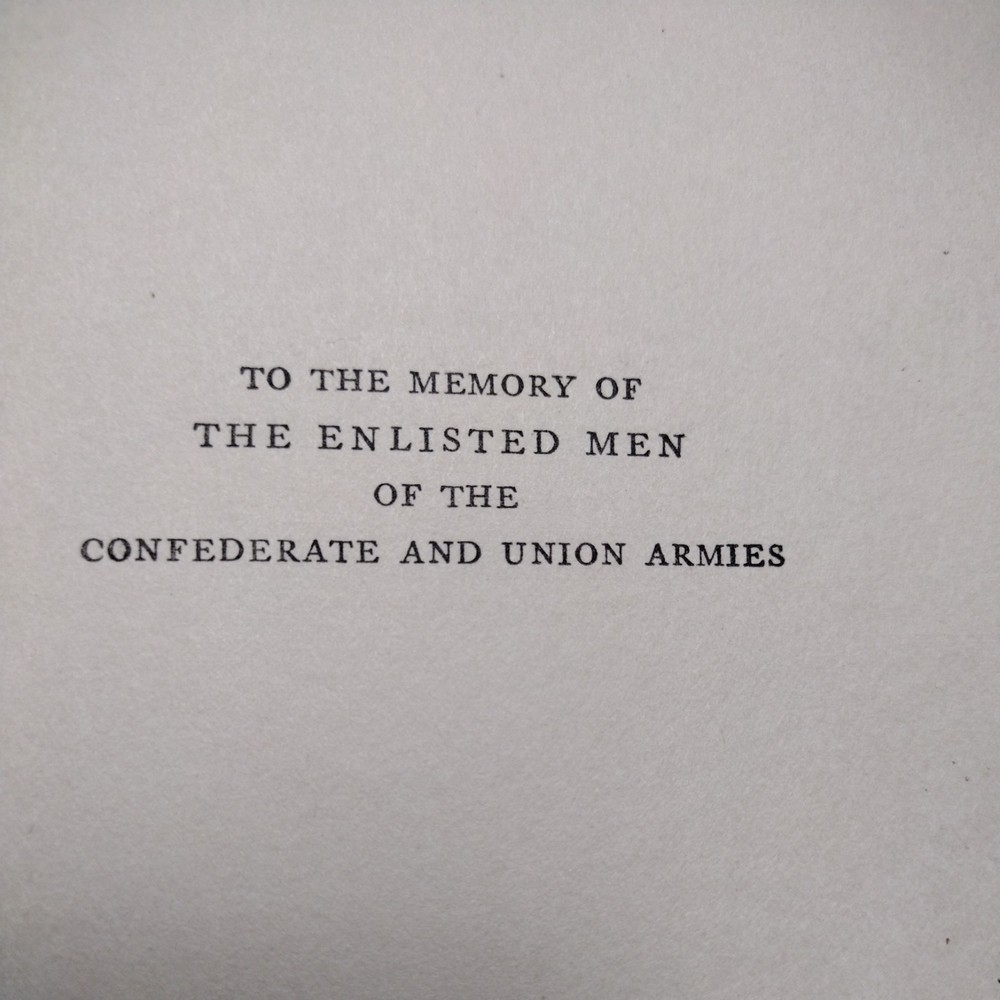 TO THE MEMORY OF
THE ENLISTED MEN
OF THE
CONFEDERATE AND UNION ARMIES